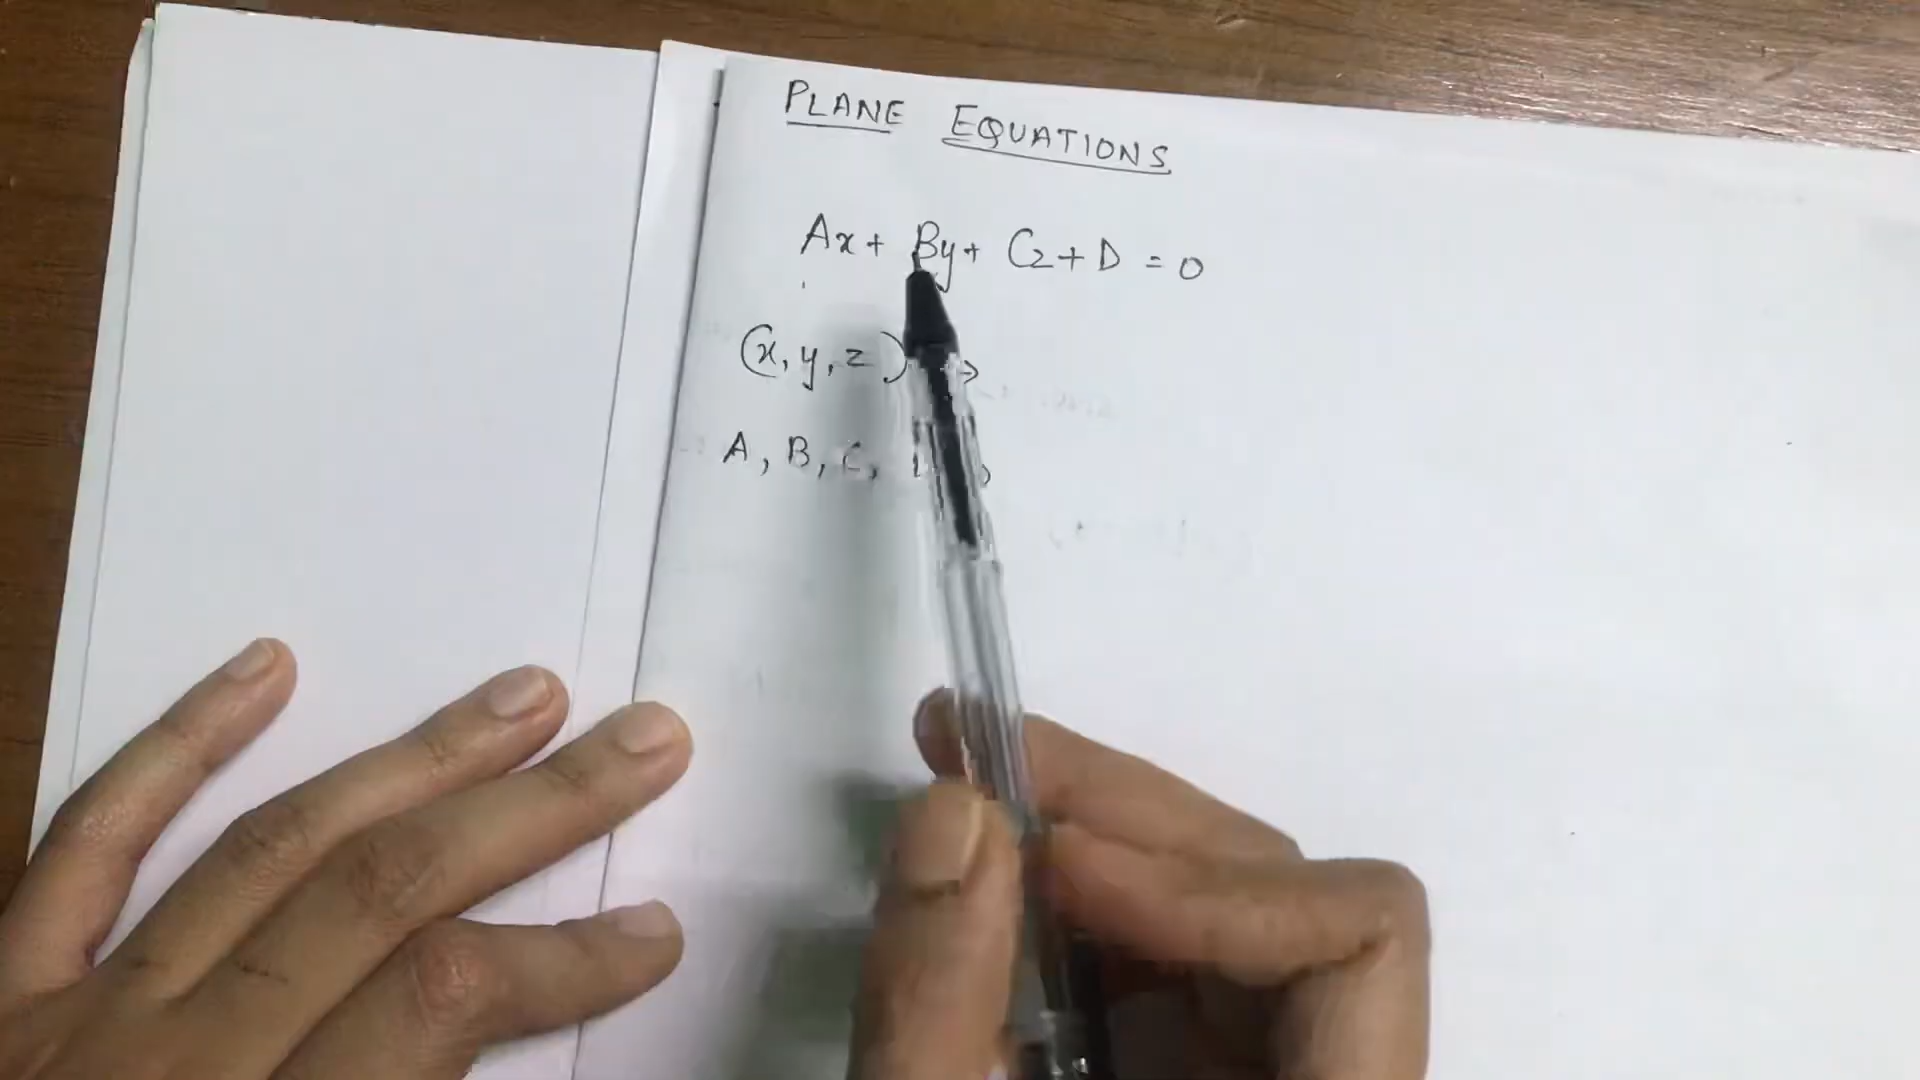 PLANE EQUATIONS
Ax + By + Cz + D = 0
(x, y, z) →
A, B, C,